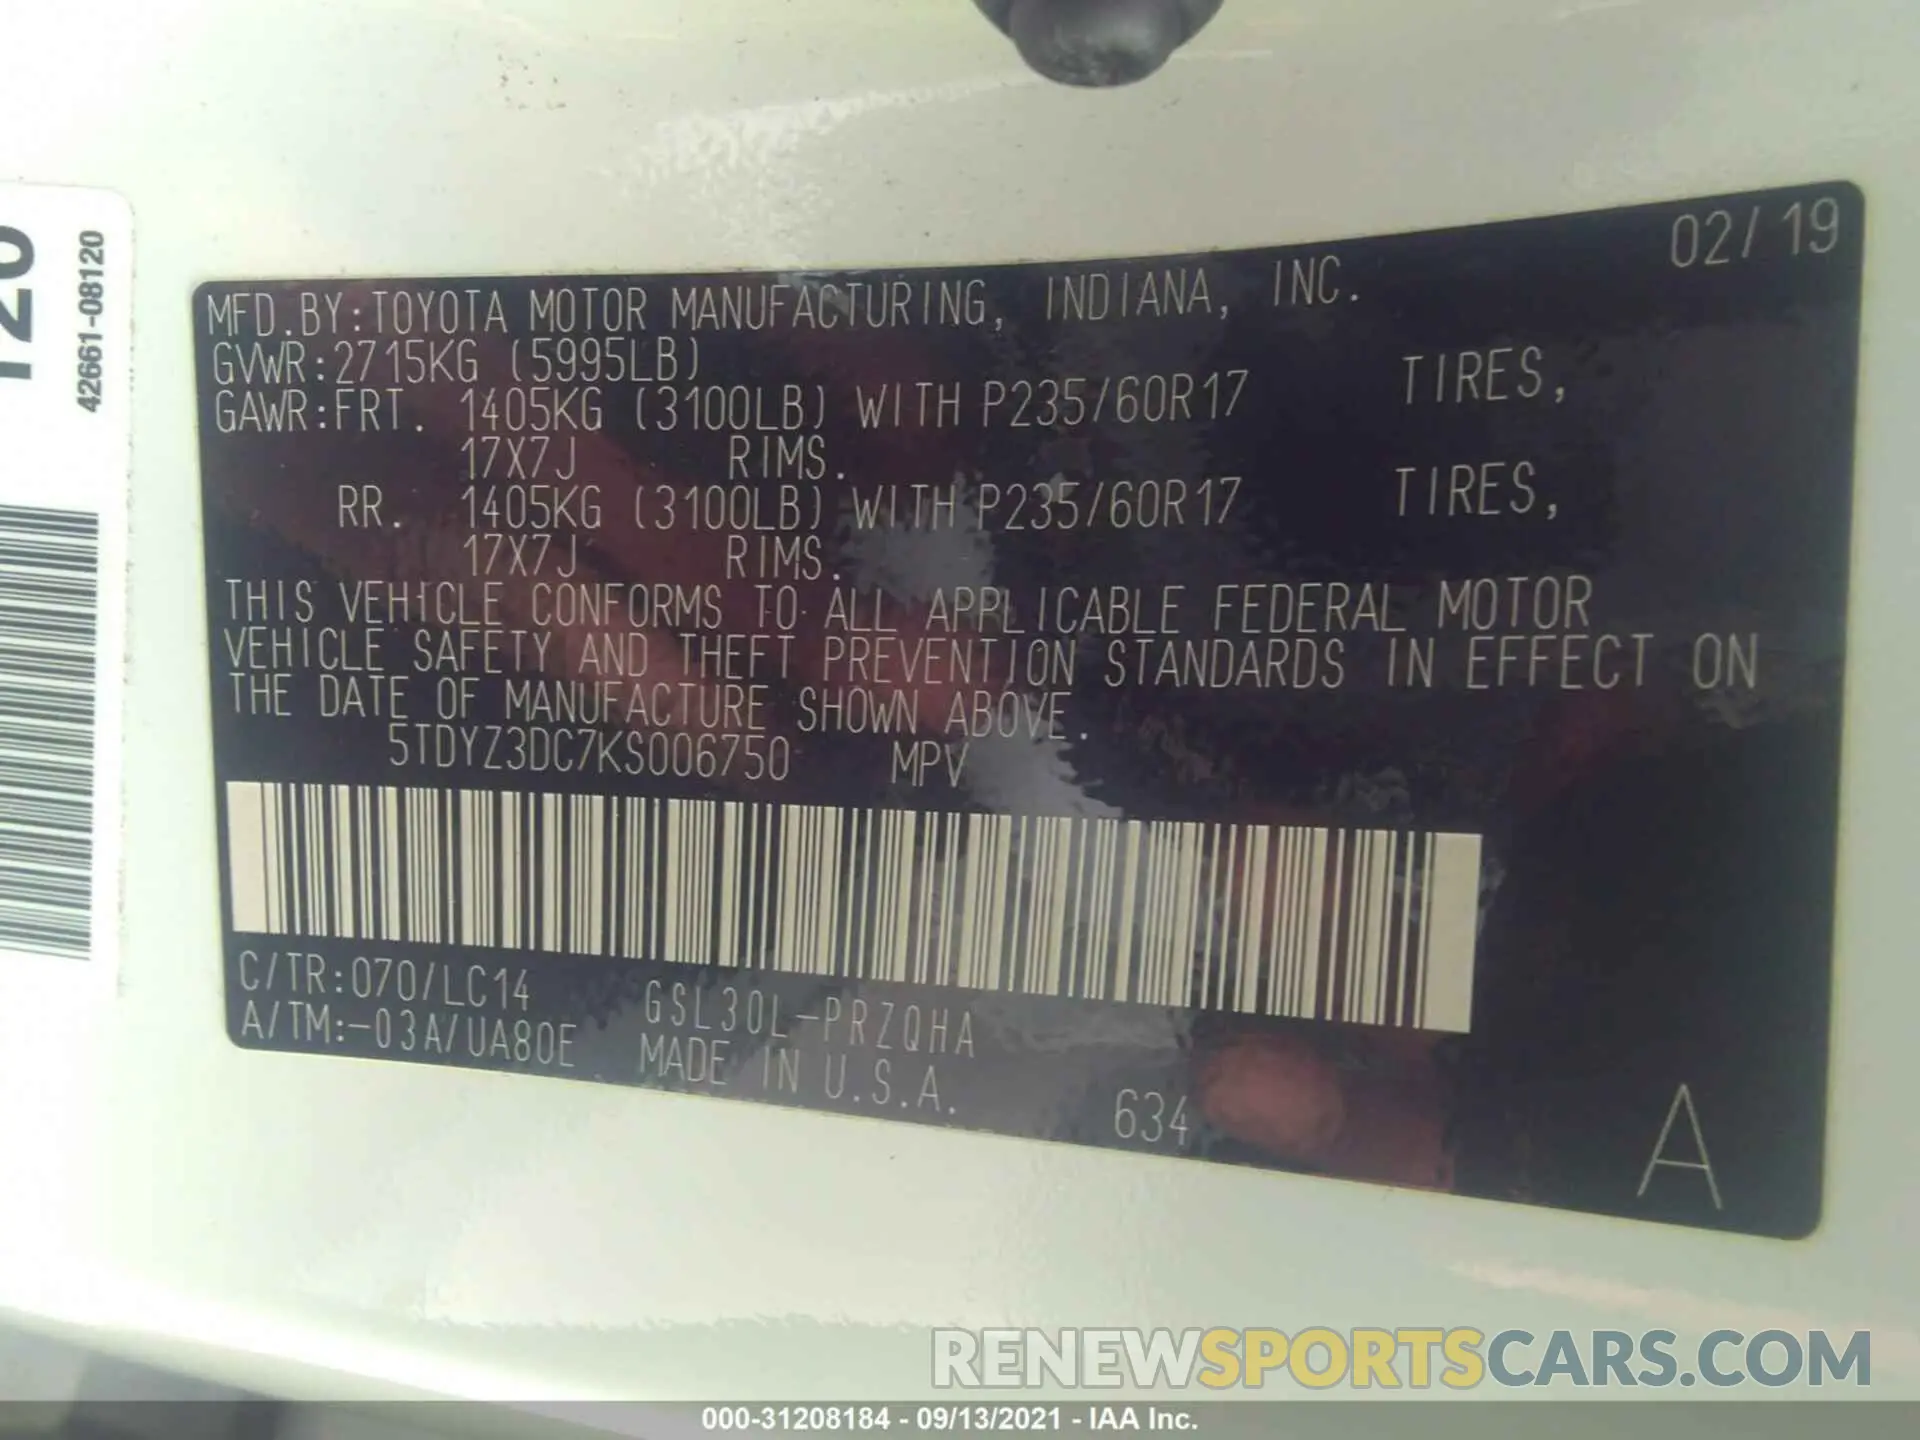 02/19
MFD.BY:TOYOTA MOTOR MANUFACTURING, INDIANA, INC.
GVWR:2715KG (5995LB)
GAWR:FRT. 1405KG (3100LB) WITH P235/60R17 TIRES,
17X7J RIMS.
RR. 1405KG (3100LB) WITH P235/60R17 TIRES,
17X7J RIMS.
THIS VEHICLE CONFORMS TO ALL APPLICABLE FEDERAL MOTOR
VEHICLE SAFETY AND THEFT PREVENTION STANDARDS IN EFFECT ON
THE DATE OF MANUFACTURE SHOWN ABOVE.
5TDYZ3DC7KS006750 MPV
C/TR:070/LC14 GSL30L-PRZQHA
A/TM:-03A/UA80E MADE IN U.S.A.
634
A
42661-08120
RENEWSPORTSCARS.COM
000-31208184 - 09/13/2021 - IAA Inc.